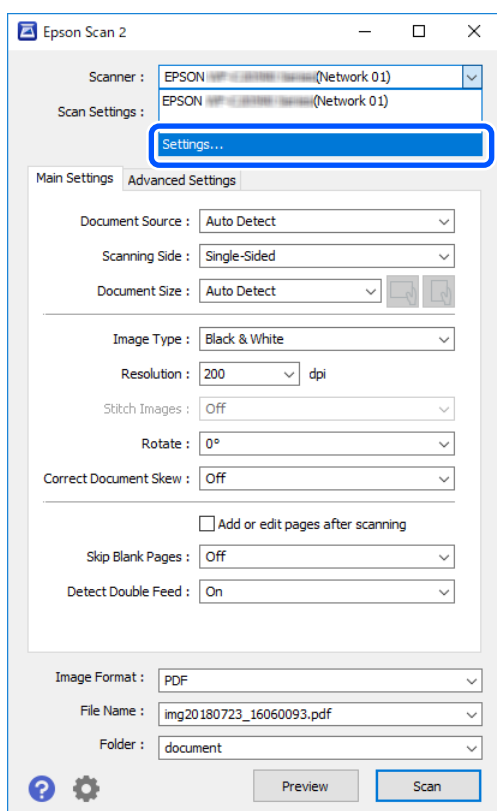 Epson Scan 2
Scanner : EPSON (Network 01)
EPSON (Network 01)
Scan Settings :
Settings...
Main Settings Advanced Settings
Document Source : Auto Detect
Scanning Side : Single-Sided
Document Size : Auto Detect
Image Type : Black & White
Resolution : 200 dpi
Stitch Images : Off
Rotate : 0°
Correct Document Skew : Off
Add or edit pages after scanning
Skip Blank Pages : Off
Detect Double Feed : On
Image Format : PDF
File Name : img20180723_16060093.pdf
Folder : document
? Preview Scan